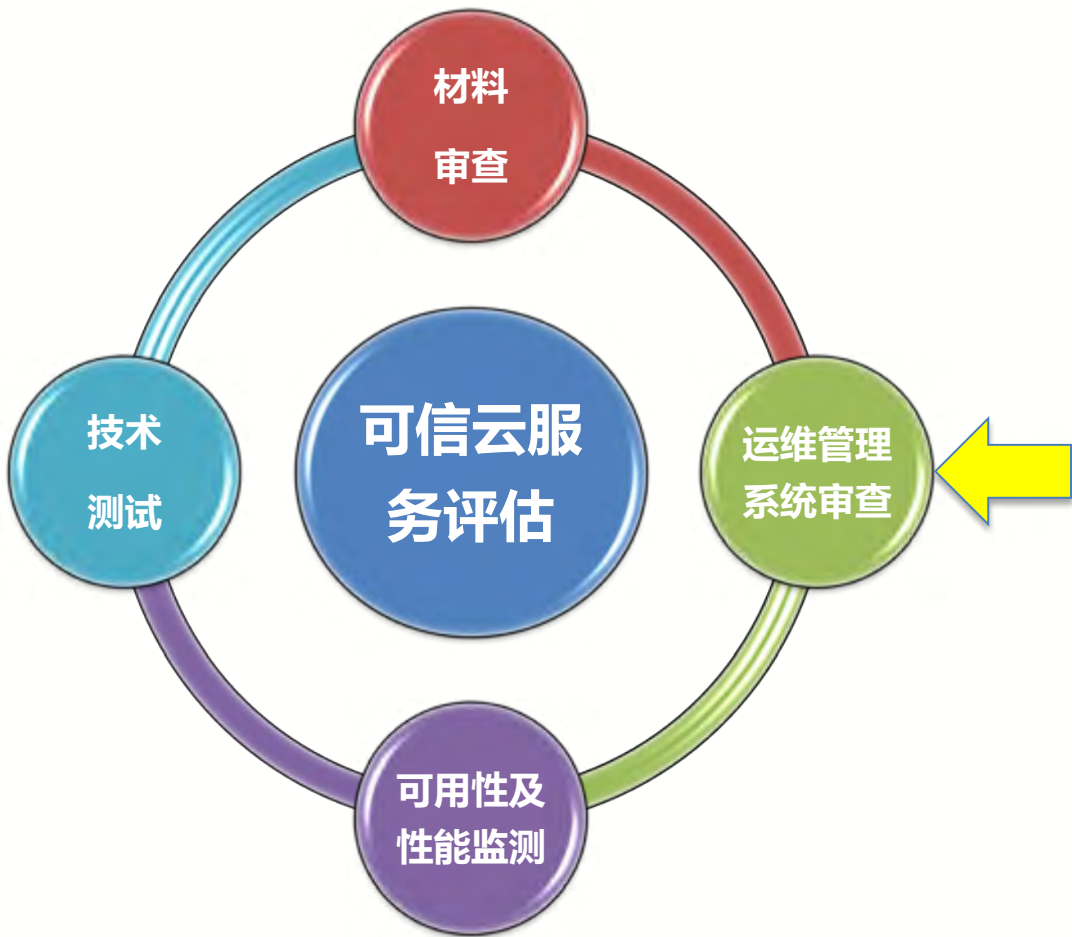 材料
审查
技术
测试
可信云服
务评估
运维管理
系统审查
可用性及
性能监测